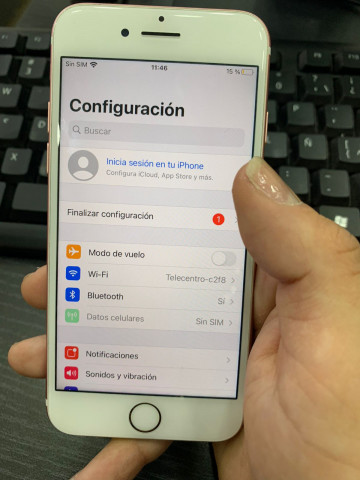 Sin SIM
11:46
15 %
Configuración
Buscar
Inicia sesión en tu iPhone
Configura iCloud, App Store y más.
Finalizar configuración
1
Modo de vuelo
Wi-Fi
Telecentro-c2f8
Bluetooth
Sí
Datos celulares
Sin SIM
Notificaciones
Sonidos y vibración